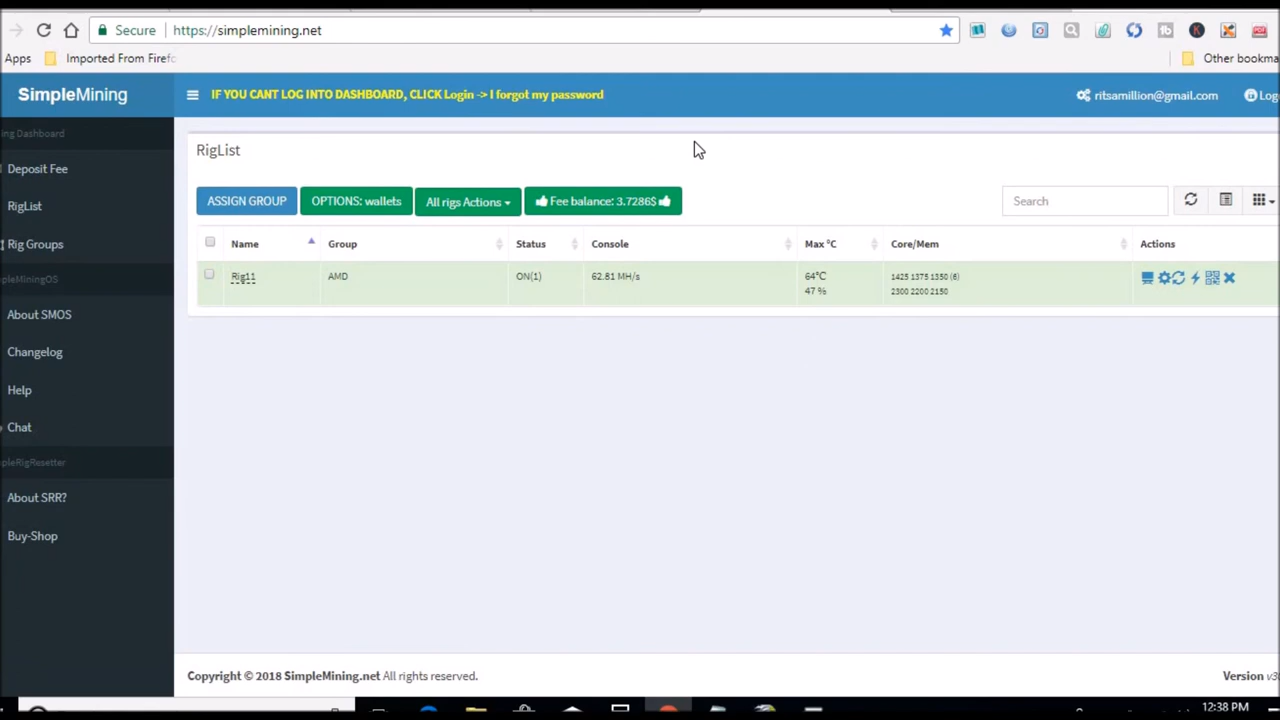 Secure
https://simplemining.net
Apps
Imported From Firef
Other bookma
SimpleMining
IF YOU CANT LOG INTO DASHBOARD, CLICK Login -> I forgot my password
ritsamillion@gmail.com
Log
ing Dashboard
Deposit Fee
RigList
Rig Groups
pleMiningOS
About SMOS
Changelog
Help
Chat
pleRigResetter
About SRR?
Buy-Shop
RigList
ASSIGN GROUP
OPTIONS: wallets
All rigs Actions
Fee balance: 3.7286$
Search
Name Group Status Console Max °C Core/Mem Actions
Rig11 AMD ON(1) 62.81 MH/s 64°C 1425 1375 1350 (6)
47 % 2300 2200 2150
Copyright © 2018 SimpleMining.net All rights reserved.
Version v3
12:38 PM